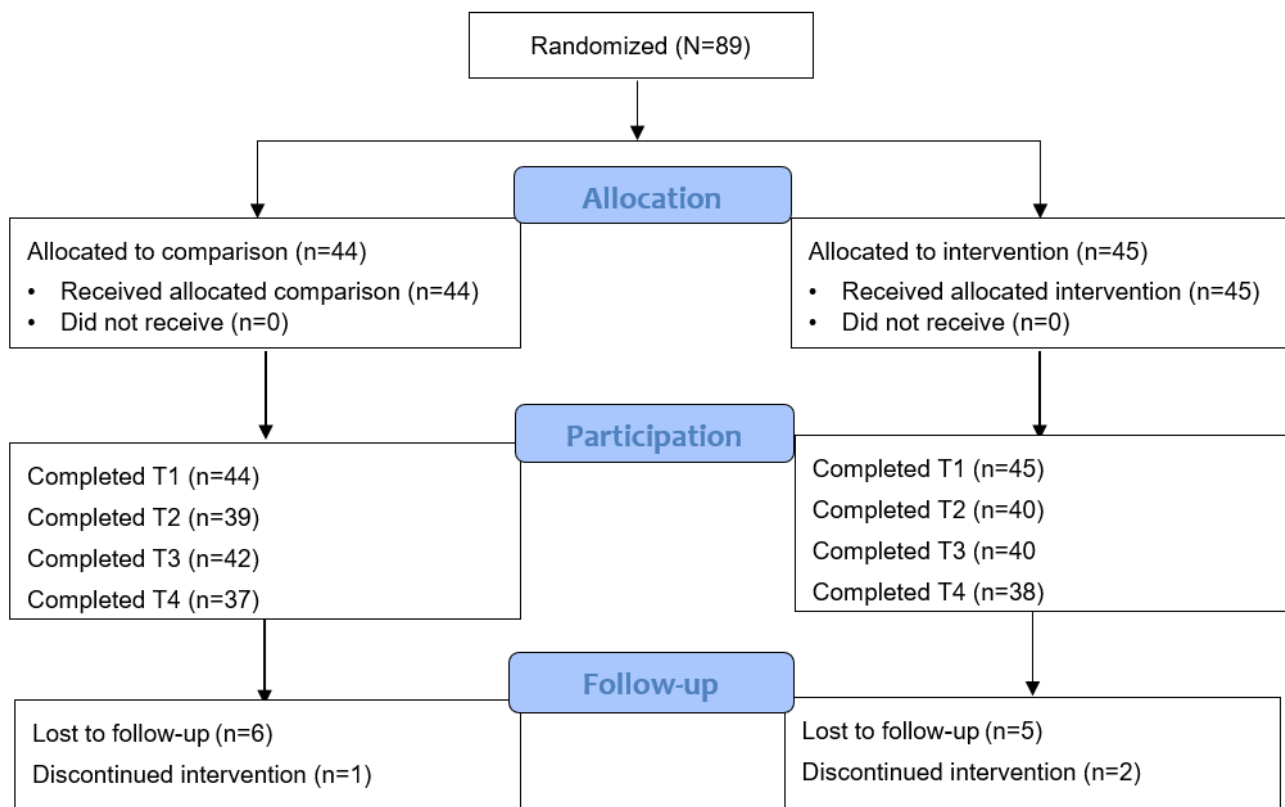 Randomized (N=89)
Allocation
Allocated to comparison (n=44)
• Received allocated comparison (n=44)
• Did not receive (n=0)
Allocated to intervention (n=45)
• Received allocated intervention (n=45)
• Did not receive (n=0)
Participation
Completed T1 (n=44)
Completed T2 (n=39)
Completed T3 (n=42)
Completed T4 (n=37)
Completed T1 (n=45)
Completed T2 (n=40)
Completed T3 (n=40
Completed T4 (n=38)
Follow-up
Lost to follow-up (n=6)
Discontinued intervention (n=1)
Lost to follow-up (n=5)
Discontinued intervention (n=2)